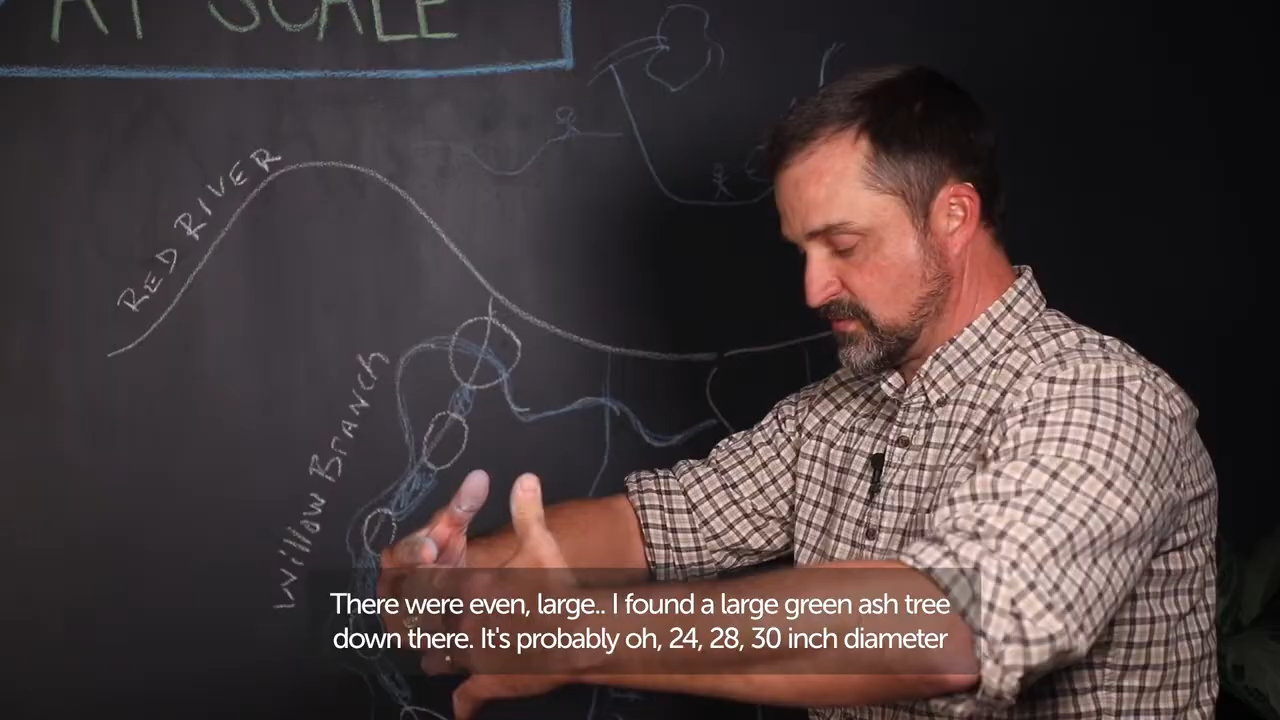 AT SCALE
RED RIVER
Willow Branch
There were even, large.. I found a large green ash tree
down there. It's probably oh, 24, 28, 30 inch diameter